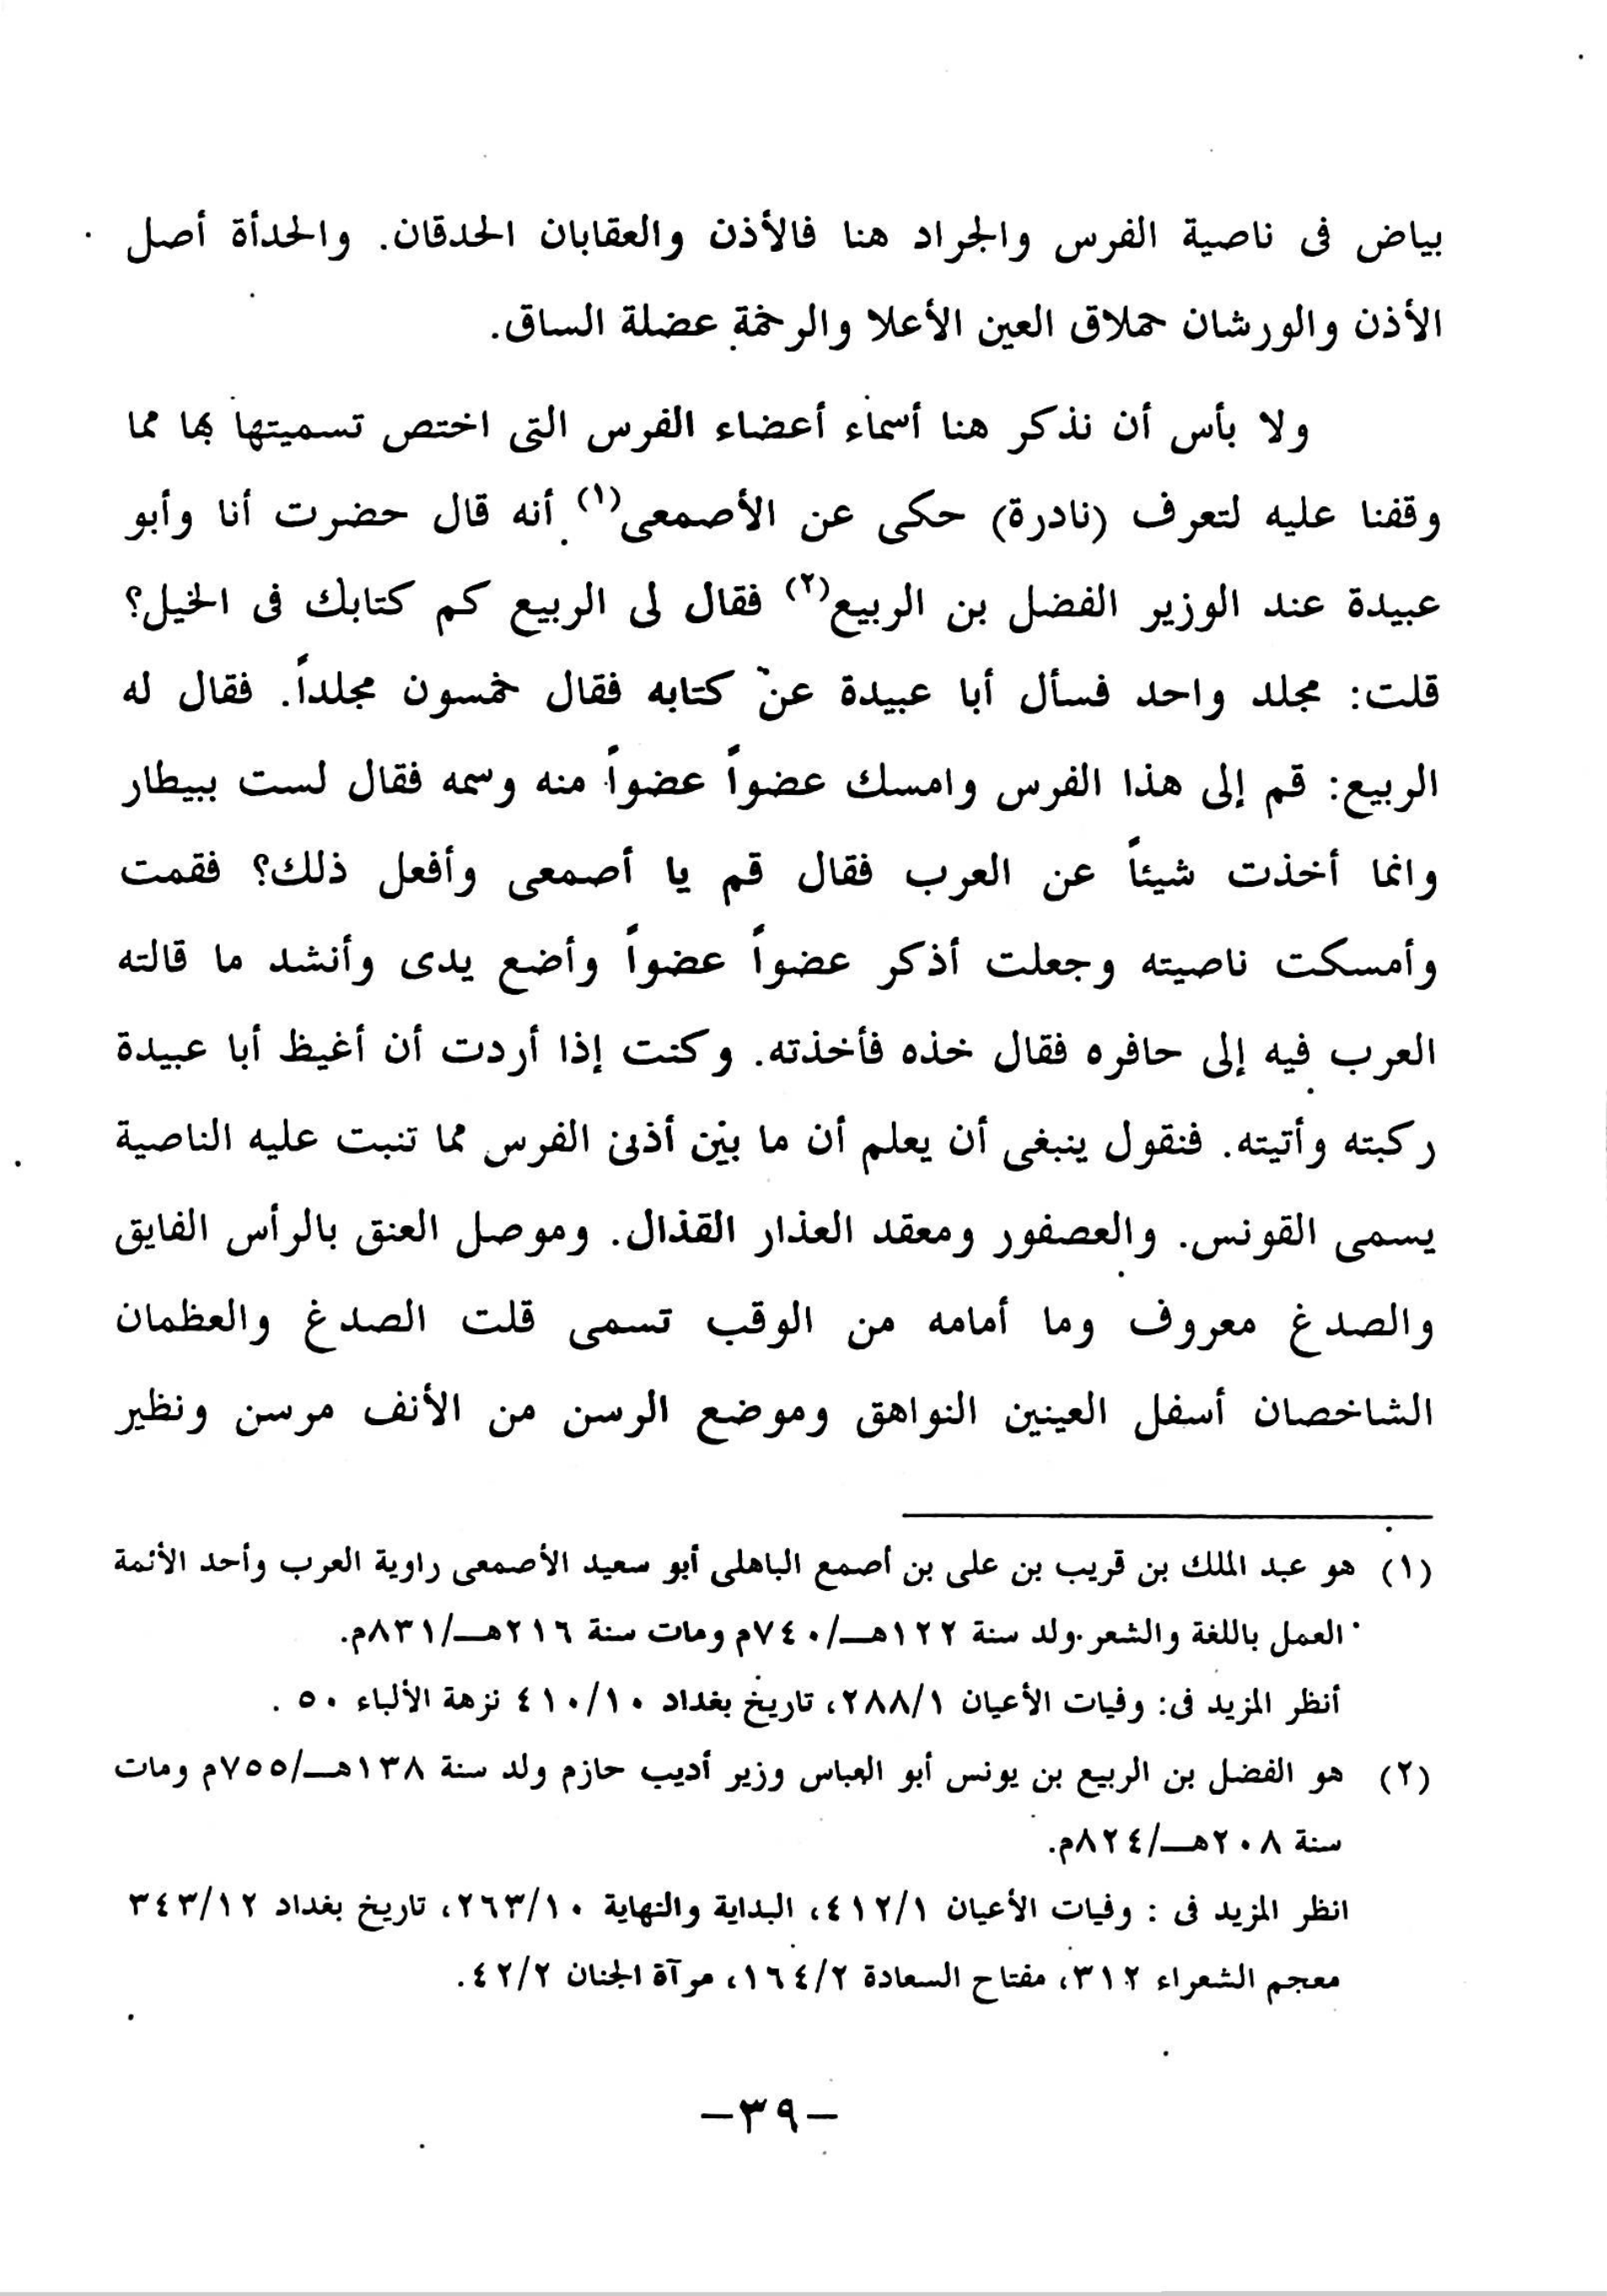 بياض فى ناصية الفرس والجراد هنا فالأذن والعقابان الحدقان. والحدأة أصل
الأذن والورشان حملاق العين الأعلا والرخمة عضلة الساق.
ولا بأس أن نذكر هنا أسماء أعضاء الفرس التى اختص تسميتها بها مما
وقفنا عليه لتعرف (نادرة) حكى عن الأصمعى(١) أنه قال حضرت أنا وأبو
عبيدة عند الوزير الفضل بن الربيع(٢) فقال لى الربيع كم كتابك فى الخيل؟
قلت: مجلد واحد فسأل أبا عبيدة عن كتابه فقال خمسون مجلداً. فقال له
الربيع: قم إلى هذا الفرس وامسك عضواً عضواً منه وسمه فقال لست ببيطار
وانما أخذت شيئاً عن العرب فقال قم يا أصمعى وأفعل ذلك؟ فقمت
وأمسكت ناصيته وجعلت أذكر عضواً عضواً وأضع يدى وأنشد ما قالته
العرب فيه إلى حافره فقال خذه فأخذته. وكنت إذا أردت أن أغيظ أبا عبيدة
ركبته وأتيته. فنقول ينبغى أن يعلم أن ما بين أذنى الفرس مما تنبت عليه الناصية
يسمى القونس. والعصفور ومعقد العذار القذال. وموصل العنق بالرأس الفايق
والصدغ معروف وما أمامه من الوقب تسمى قلت الصدغ والعظمان
الشاخصان أسفل العينين النواهق وموضع الرسن من الأنف مرسن ونظير
(١) هو عبد الملك بن قريب بن على بن أصمع الباهلى أبو سعيد الأصمعى راوية العرب وأحد الأئمة
العمل باللغة والشعر ولد سنة ١٢٢هـ/٧٤٠م ومات سنة ٢١٦هـ/٨٣١م.
أنظر المزيد فى: وفيات الأعيان ٢٨٨/١، تاريخ بغداد ٤١٠/١٠ نزهة الألباء ٥٠ .
(٢) هو الفضل بن الربيع بن يونس أبو العباس وزير أديب حازم ولد سنة ١٣٨هـ/٧٥٥م ومات
سنة ٢٠٨هـ/٨٢٤م.
انظر المزيد فى : وفيات الأعيان ٤١٢/١، البداية والنهاية ٢٦٣/١٠، تاريخ بغداد ٣٤٣/١٢
معجم الشعراء ٣١٢، مفتاح السعادة ١٦٤/٢، مرآة الجنان ٤٢/٢.
-٣٩-